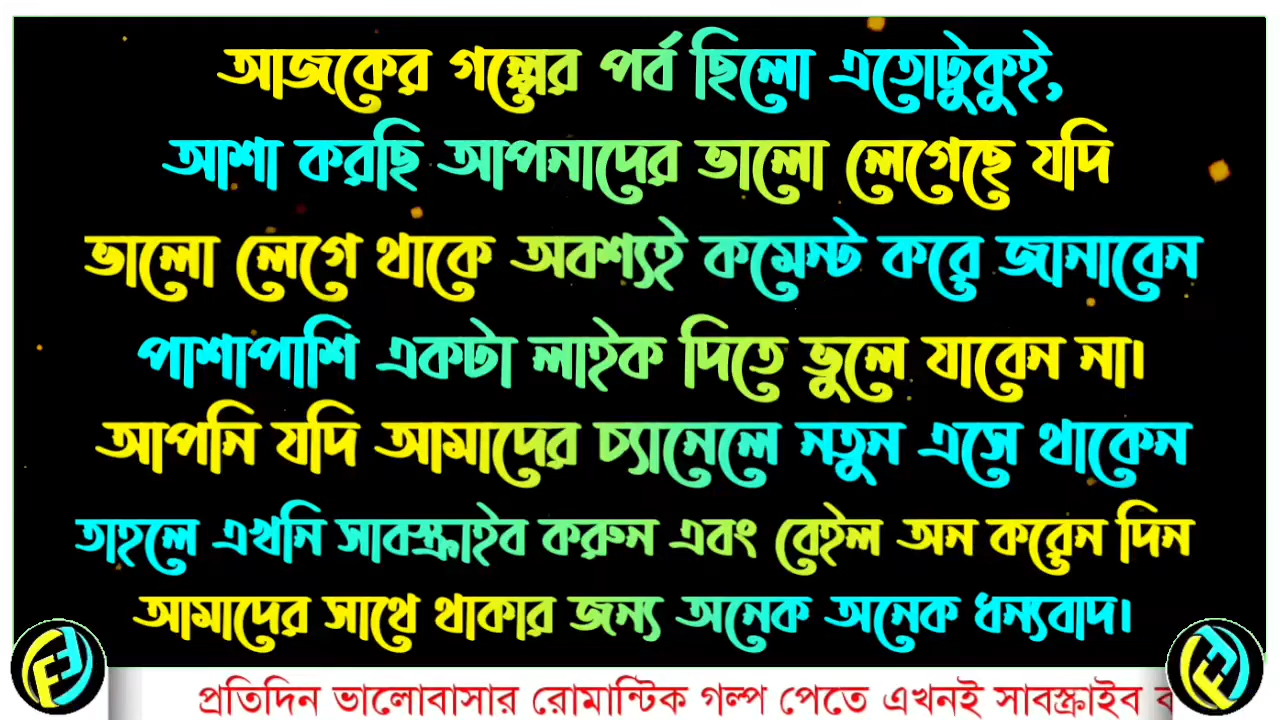 আজকের গল্পের পর্ব ছিলো এতোটুকুই,
আশা করছি আপনাদের ভালো লেগেছে যদি
ভালো লেগে থাকে অবশ্যই কমেন্ট করে জানাবেন
পাশাপাশি একটা লাইক দিতে ভুলে যাবেন না।
আপনি যদি আমাদের চ্যানেলে নতুন এসে থাকেন
তাহলে এখনি সাবস্ক্রাইব করুন এবং বেইল অন করেন দিন
আমাদের সাথে থাকার জন্য অনেক অনেক ধন্যবাদ।
প্রতিদিন ভালোবাসার রোমান্টিক গল্প পেতে এখনই সাবস্ক্রাইব